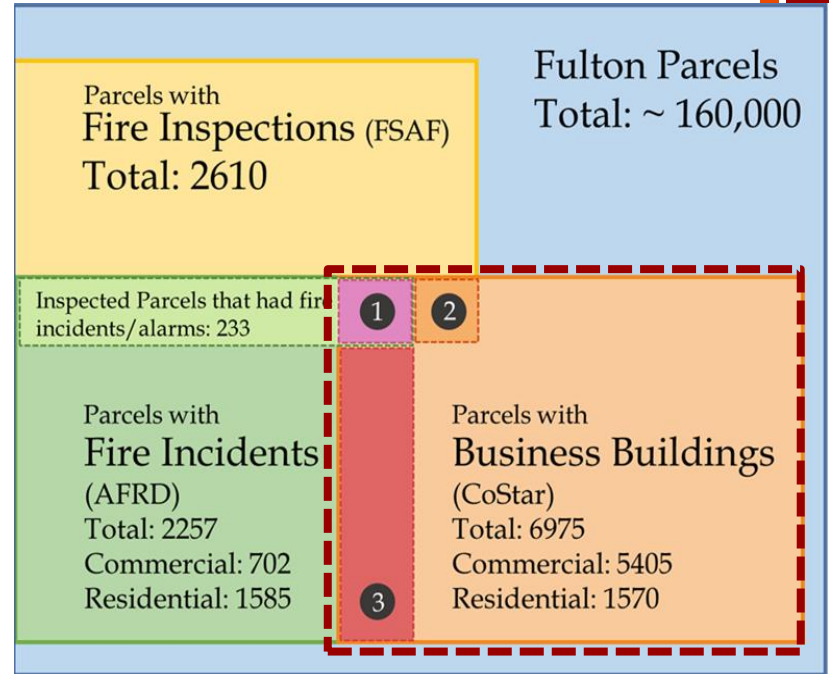 Fulton Parcels
Total: ~ 160,000
Parcels with
Fire Inspections (FSAF)
Total: 2610
Inspected Parcels that had fire
incidents/alarms: 233
1
2
Parcels with
Fire Incidents
(AFRD)
Total: 2257
Commercial: 702
Residential: 1585
3
Parcels with
Business Buildings
(CoStar)
Total: 6975
Commercial: 5405
Residential: 1570